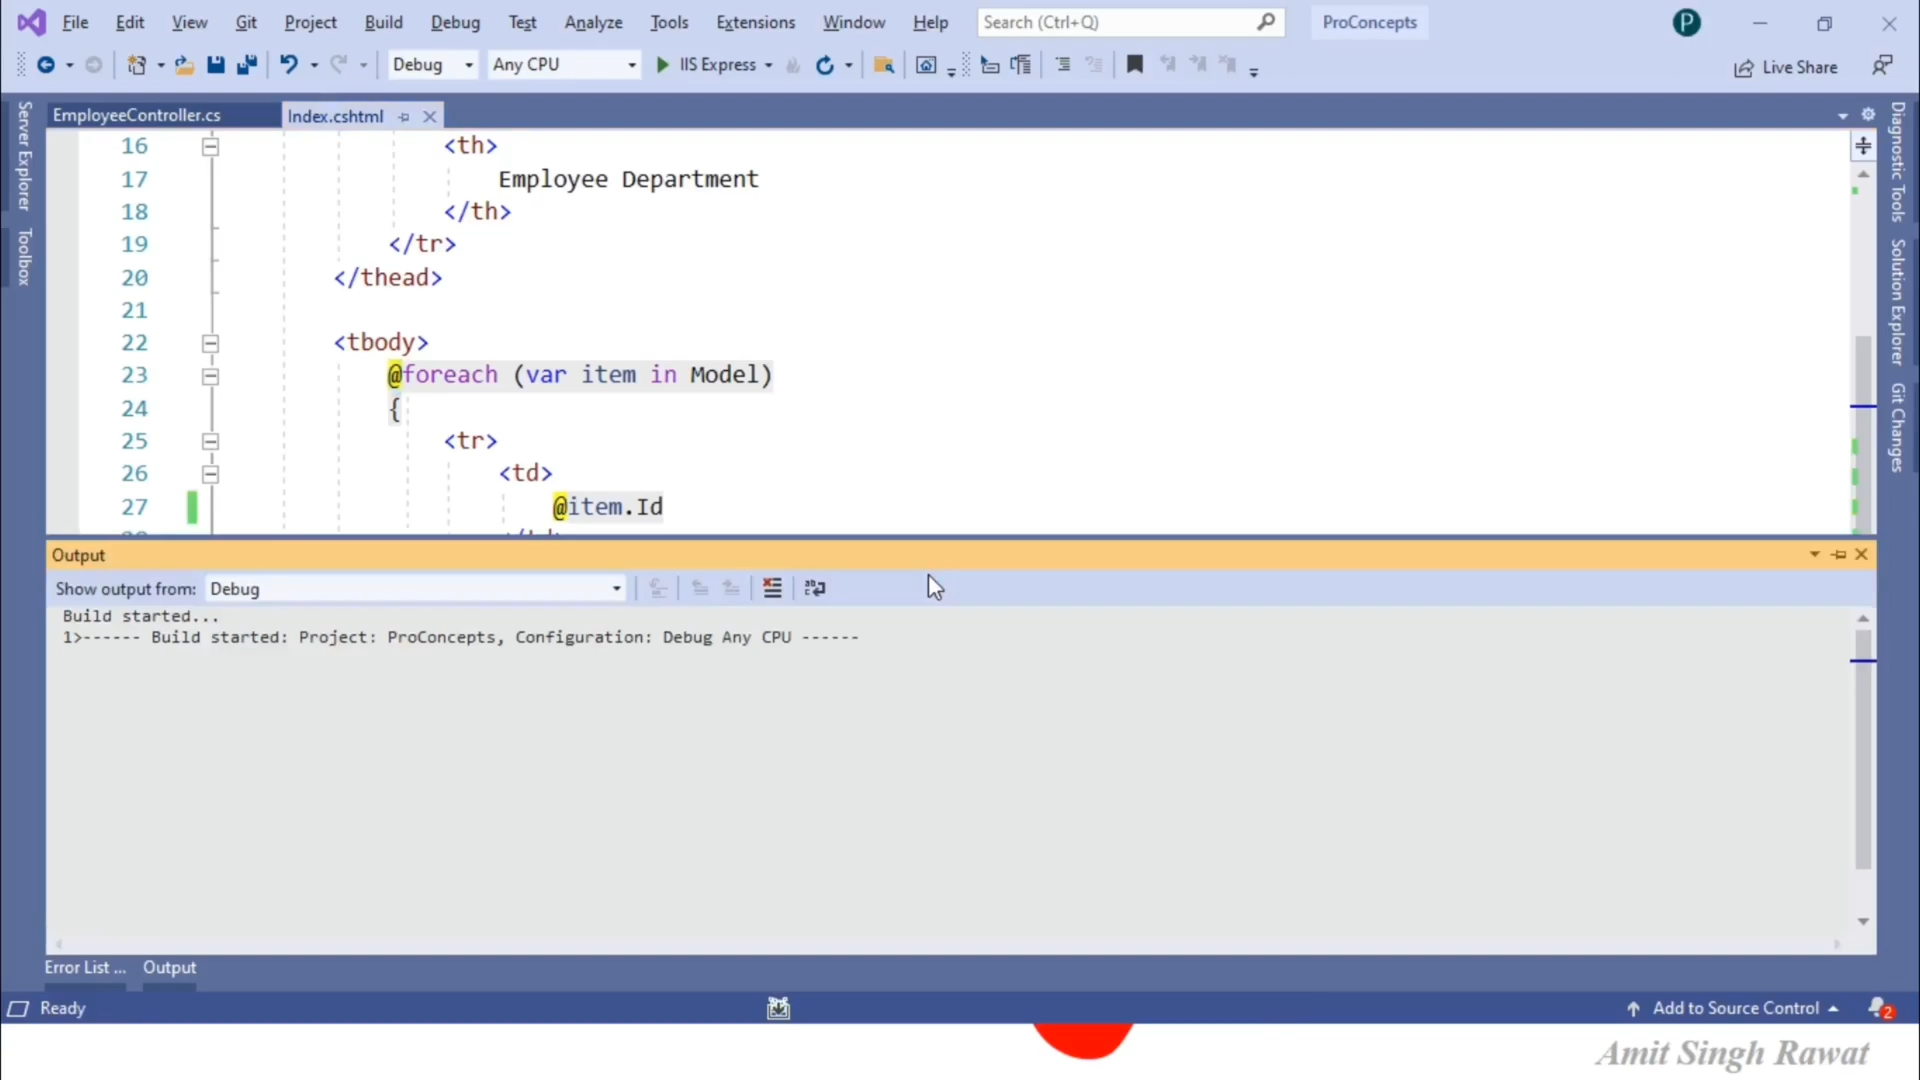 File Edit View Git Project Build Debug Test Analyze Tools Extensions Window Help Search (Ctrl+Q) ProConcepts P
Debug Any CPU IIS Express Live Share
Server Explorer
Toolbox
EmployeeController.cs Index.cshtml
16 <th>
17 Employee Department
18 </th>
19 </tr>
20 </thead>
21
22 <tbody>
23 @foreach (var item in Model)
24 {
25 <tr>
26 <td>
27 @item.Id
Diagnostic Tools
Solution Explorer
Git Changes
Output
Show output from: Debug
Build started...
1>------ Build started: Project: ProConcepts, Configuration: Debug Any CPU ------
Error List ... Output
Ready Add to Source Control 2
Amit Singh Rawat